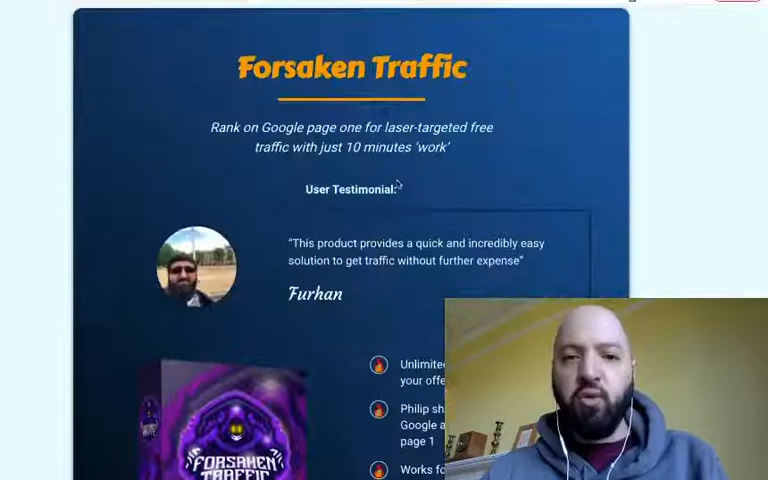 Forsaken Traffic
Rank on Google page one for laser-targeted free
traffic with just 10 minutes ‘work’
User Testimonial:
“This product provides a quick and incredibly easy
solution to get traffic without further expense”
Furhan
Unlimite
your offe
Philip sh
Google a
page 1
Works fo
FORSAKEN
TRAFFIC